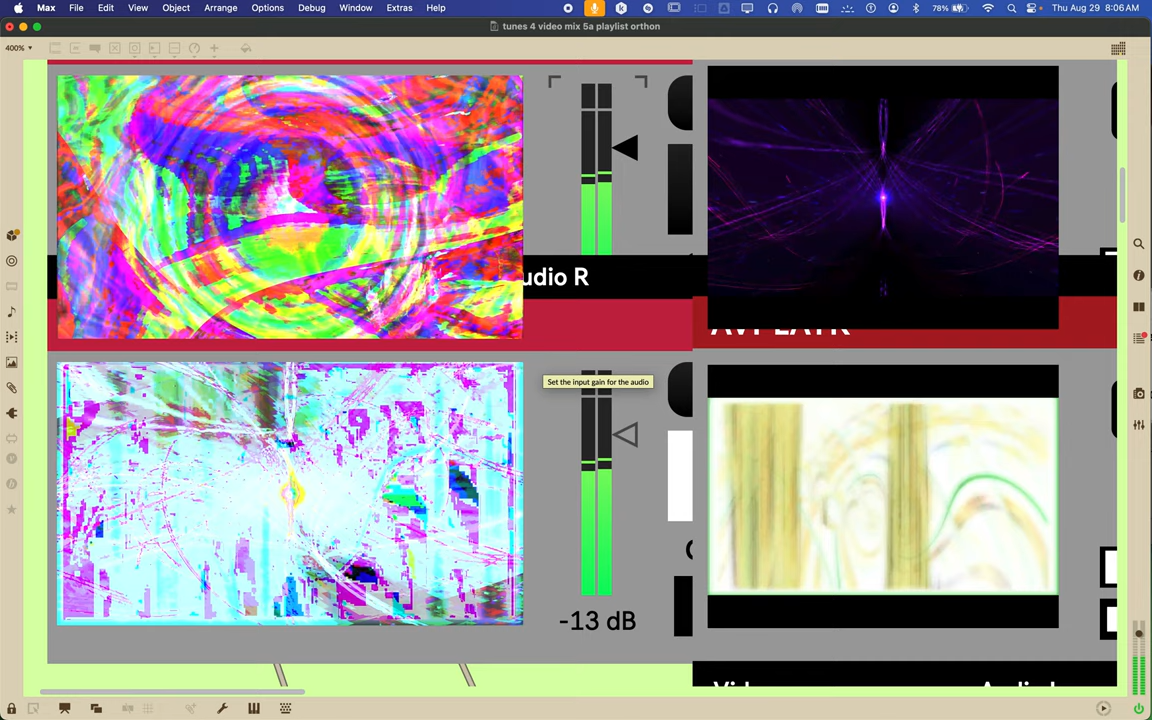 Max File Edit View Object Arrange Options Debug Window Extras Help 78% Thu Aug 29 8:06 AM
tunes 4 video mix 5a playlist orthon
400%
udio R
Set the input gain for the audio
-13 dB